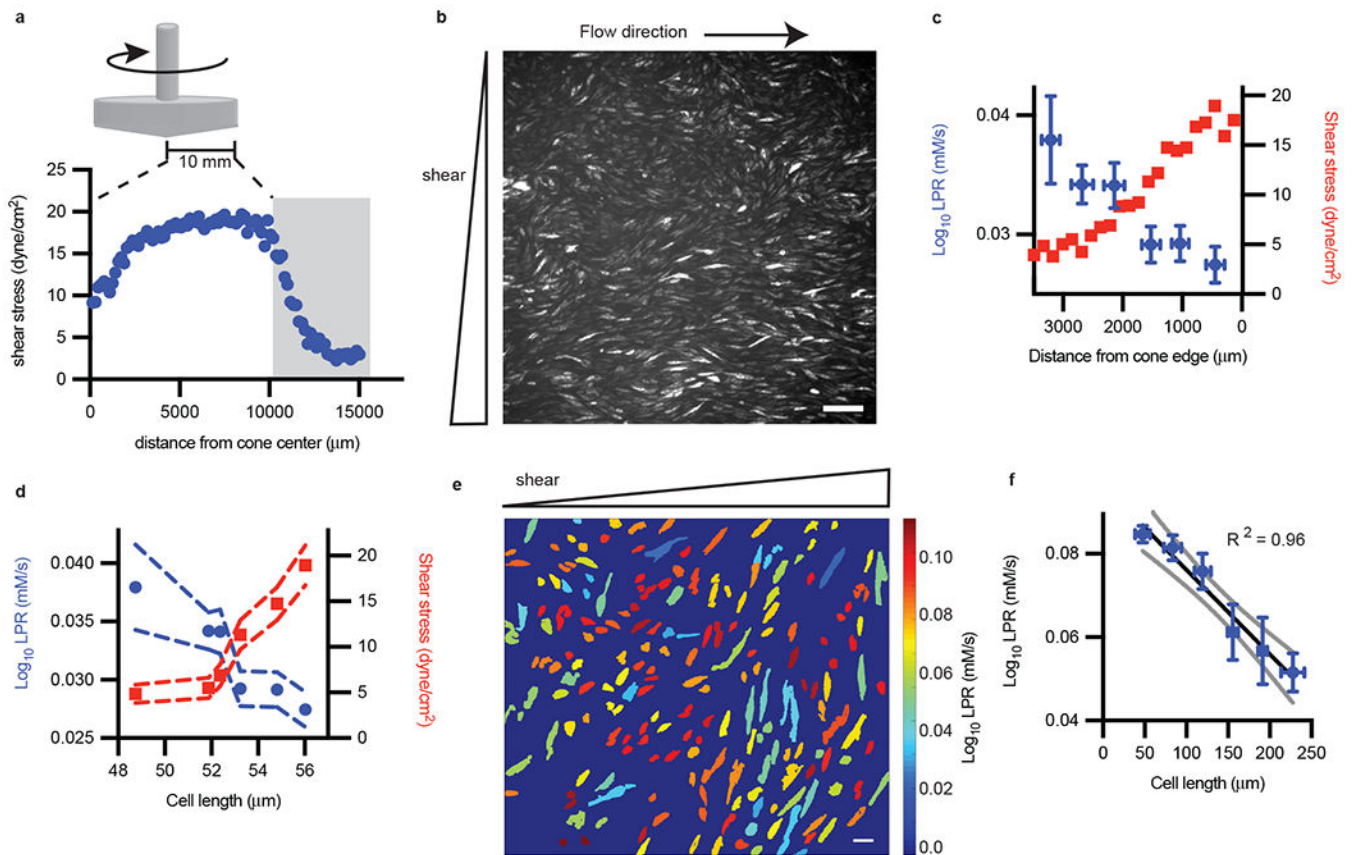 a
10 mm
shear stress (dyne/cm2)
25
20
15
10
5
0
0
5000
10000
15000
distance from cone center (μm)
b
Flow direction
shear
c
Log10 LPR (mM/s)
0.04
0.03
20
15
10
5
0
Shear stress (dyne/cm2)
3000
2000
1000
0
Distance from cone edge (μm)
d
Log10 LPR (mM/s)
0.040
0.035
0.030
0.025
20
15
10
5
0
Shear stress (dyne/cm2)
48
50
52
54
56
Cell length (μm)
e
shear
0.10
0.08
0.06
0.04
0.02
0.0
Log10 LPR (mM/s)
f
R2 = 0.96
Log10 LPR (mM/s)
0.08
0.06
0.04
0
50
100
150
200
250
Cell length (μm)